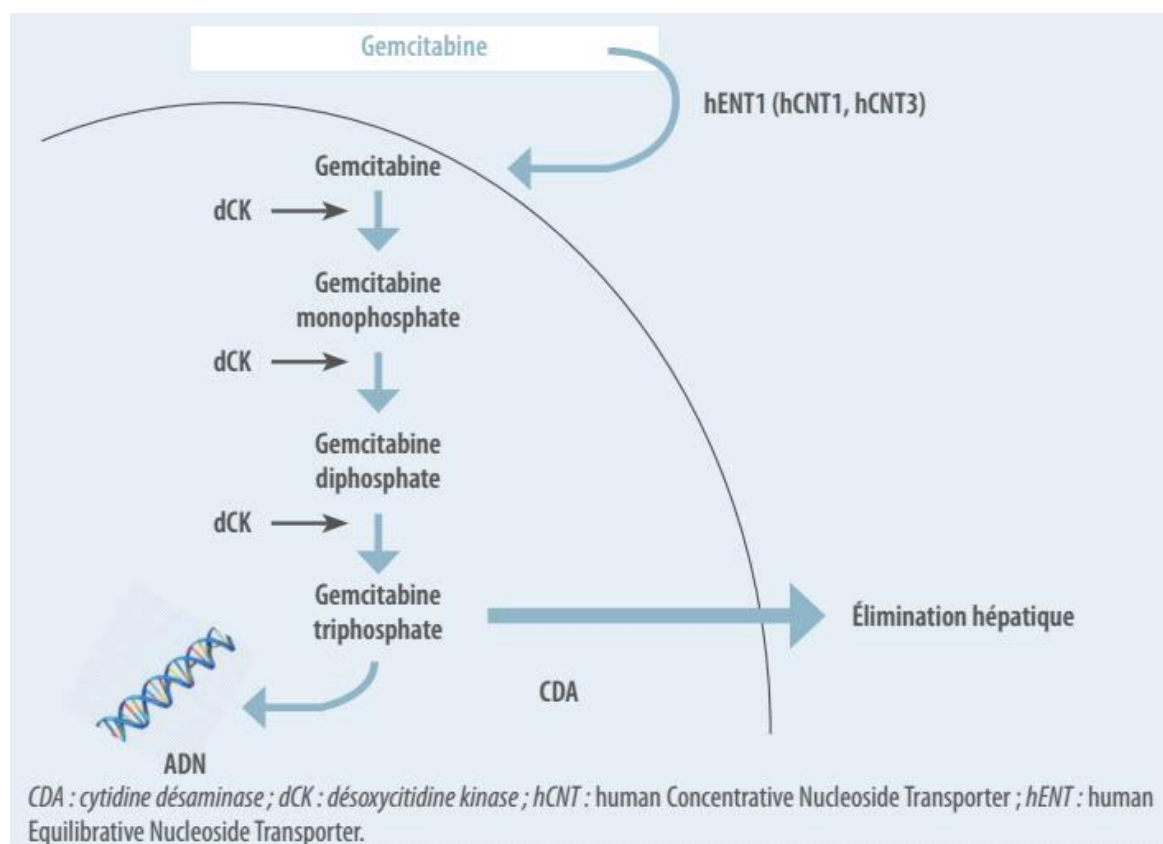 Gemcitabine
hENT1 (hCNT1, hCNT3)
Gemcitabine
dCK
Gemcitabine
monophosphate
dCK
Gemcitabine
diphosphate
dCK
Gemcitabine
triphosphate
Élimination hépatique
CDA
ADN
CDA : cytidine désaminase ; dCK : désoxycitidine kinase ; hCNT : human Concentrative Nucleoside Transporter ; hENT : human
Equilibrative Nucleoside Transporter.